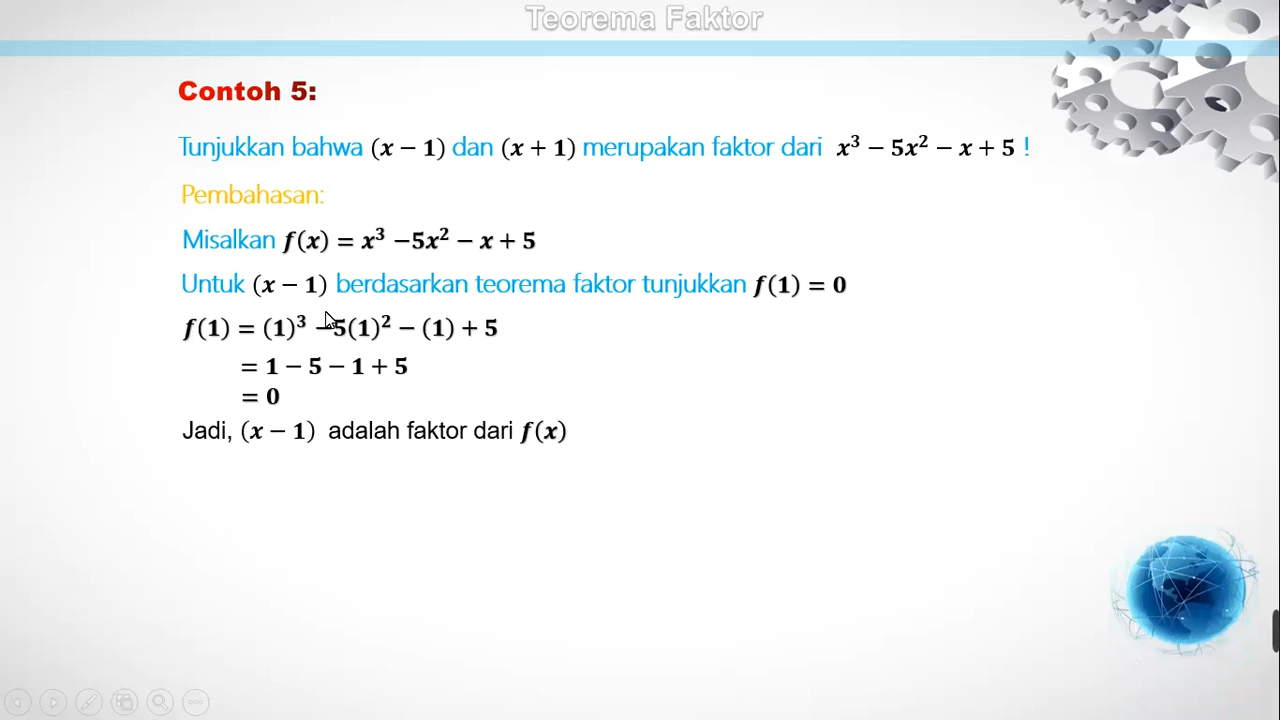 Teorema Faktor
Contoh 5:
Tunjukkan bahwa (x − 1) dan (x + 1) merupakan faktor dari x³ − 5x² − x + 5 !
Pembahasan:
Misalkan f(x) = x³ −5x² − x + 5
Untuk (x − 1) berdasarkan teorema faktor tunjukkan f(1) = 0
f(1) = (1)³ −5(1)² − (1) + 5
= 1 − 5 − 1 + 5
= 0
Jadi, (x − 1) adalah faktor dari f(x)